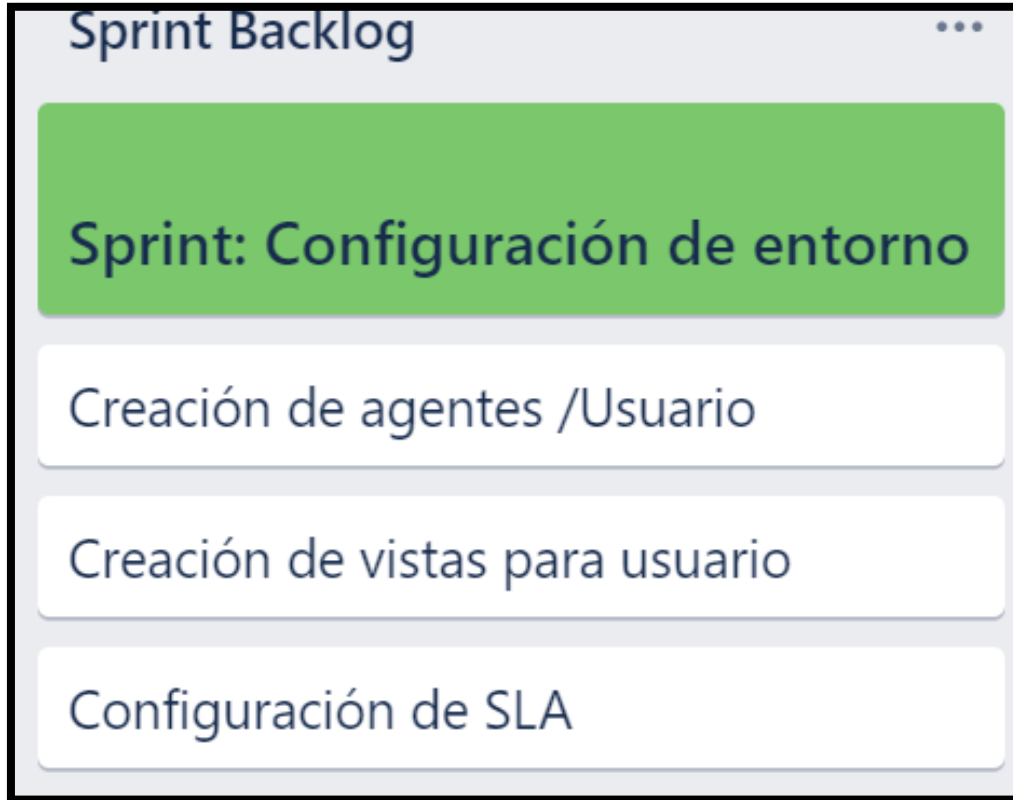 Sprint Backlog
Sprint: Configuración de entorno
Creación de agentes /Usuario
Creación de vistas para usuario
Configuración de SLA